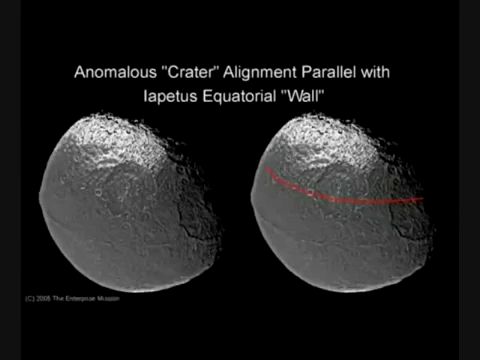 Anomalous "Crater" Alignment Parallel with
Iapetus Equatorial "Wall"
(C) 2005 The Enterprise Mission